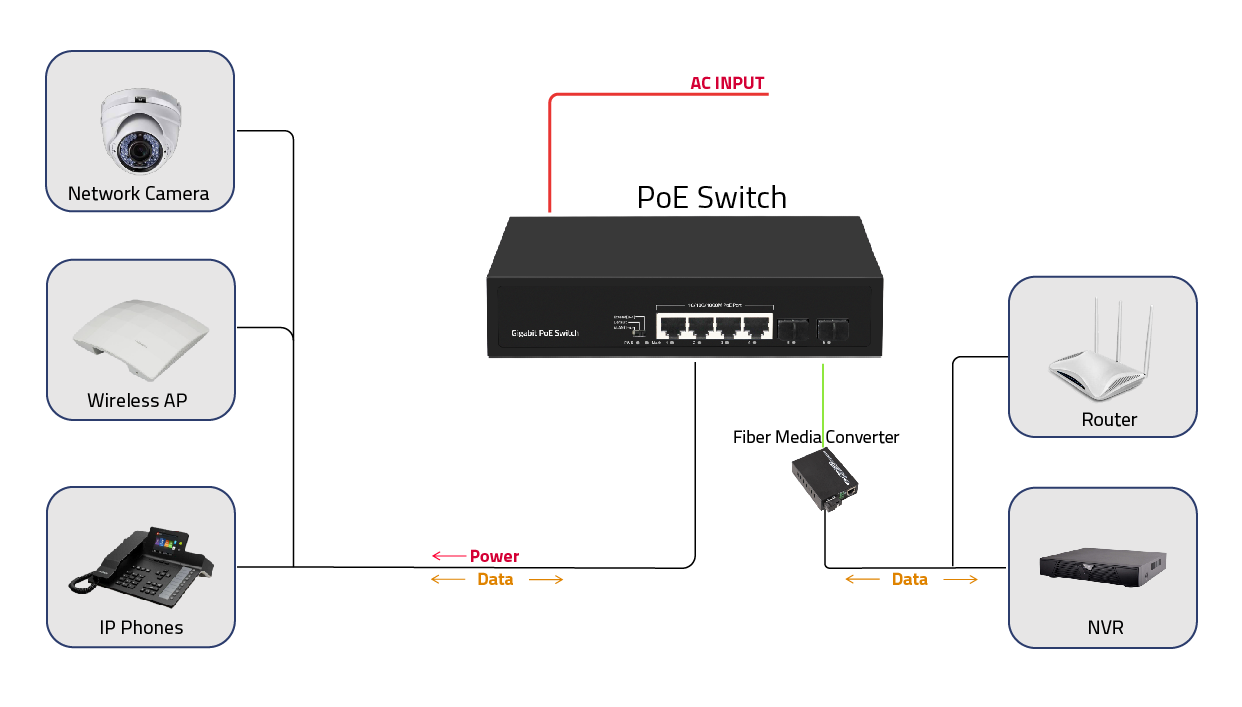 AC INPUT
PoE Switch
Network Camera
Gigabit PoE Switch
Wireless AP
Router
Fiber Media Converter
Power
Data
Data
IP Phones
NVR